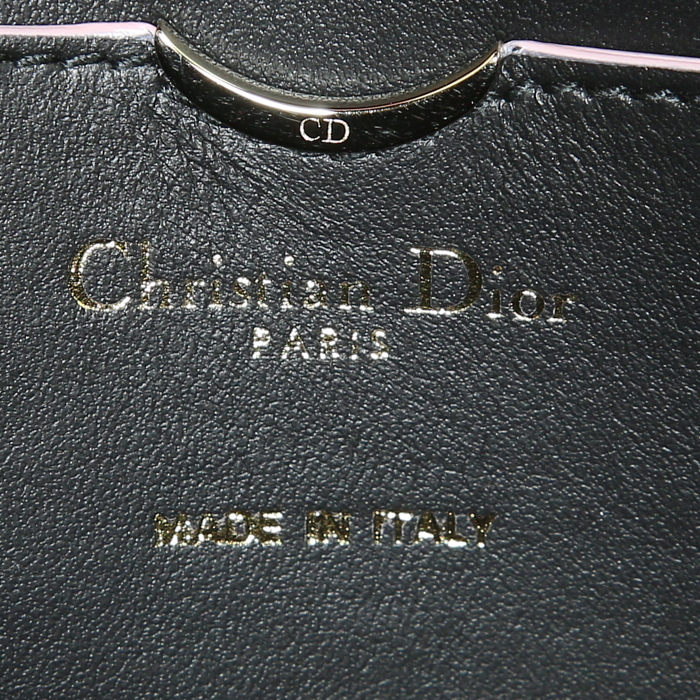 CD
Christian Dior
PARIS
MADE IN ITALY